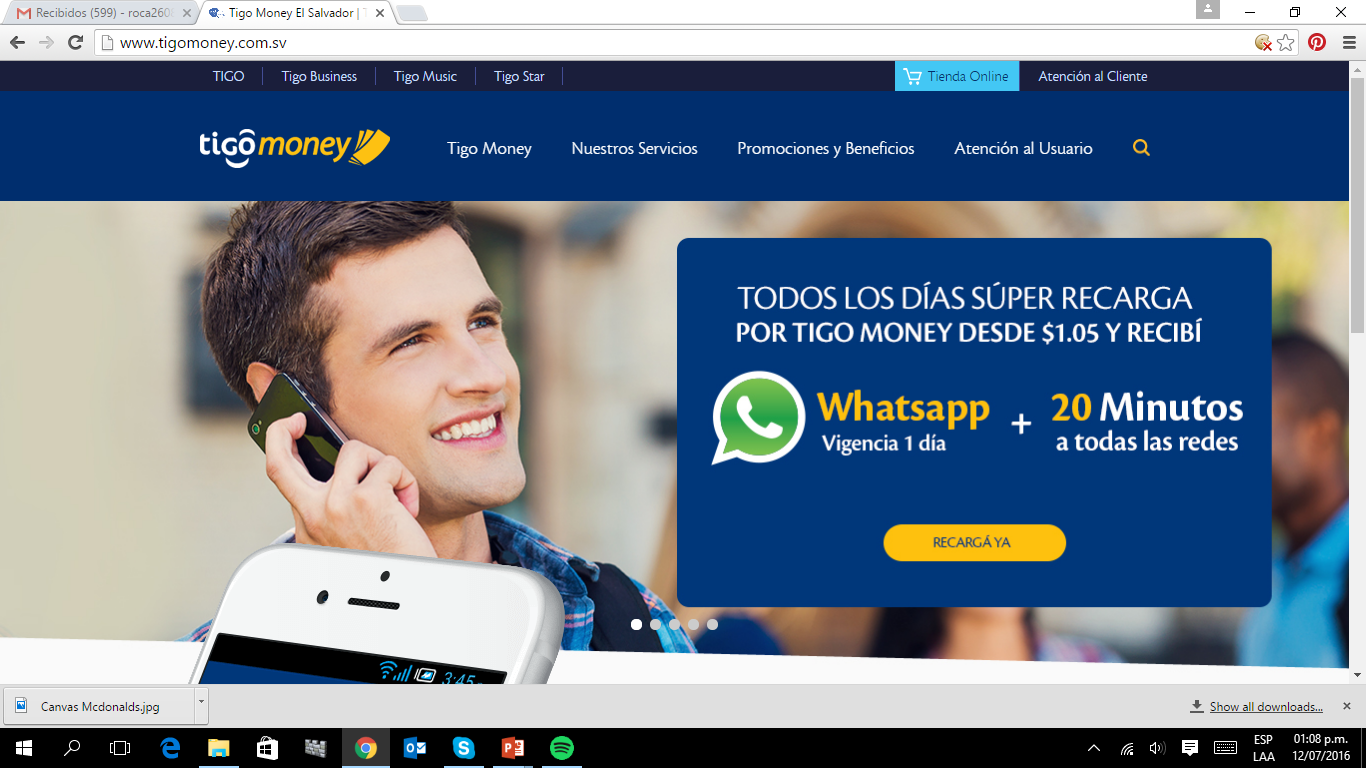 Recibidos (599) - roca260
Tigo Money El Salvador | T
www.tigomoney.com.sv
TIGO
Tigo Business
Tigo Music
Tigo Star
Tienda Online
Atención al Cliente
tigo money
Tigo Money
Nuestros Servicios
Promociones y Beneficios
Atención al Usuario
TODOS LOS DÍAS SÚPER RECARGA
POR TIGO MONEY DESDE $1.05 Y RECIBÍ
Whatsapp + 20 Minutos
Vigencia 1 día
a todas las redes
RECARGÁ YA
3:45
Canvas Mcdonalds.jpg
Show all downloads...
ESP
LAA
01:08 p.m.
12/07/2016